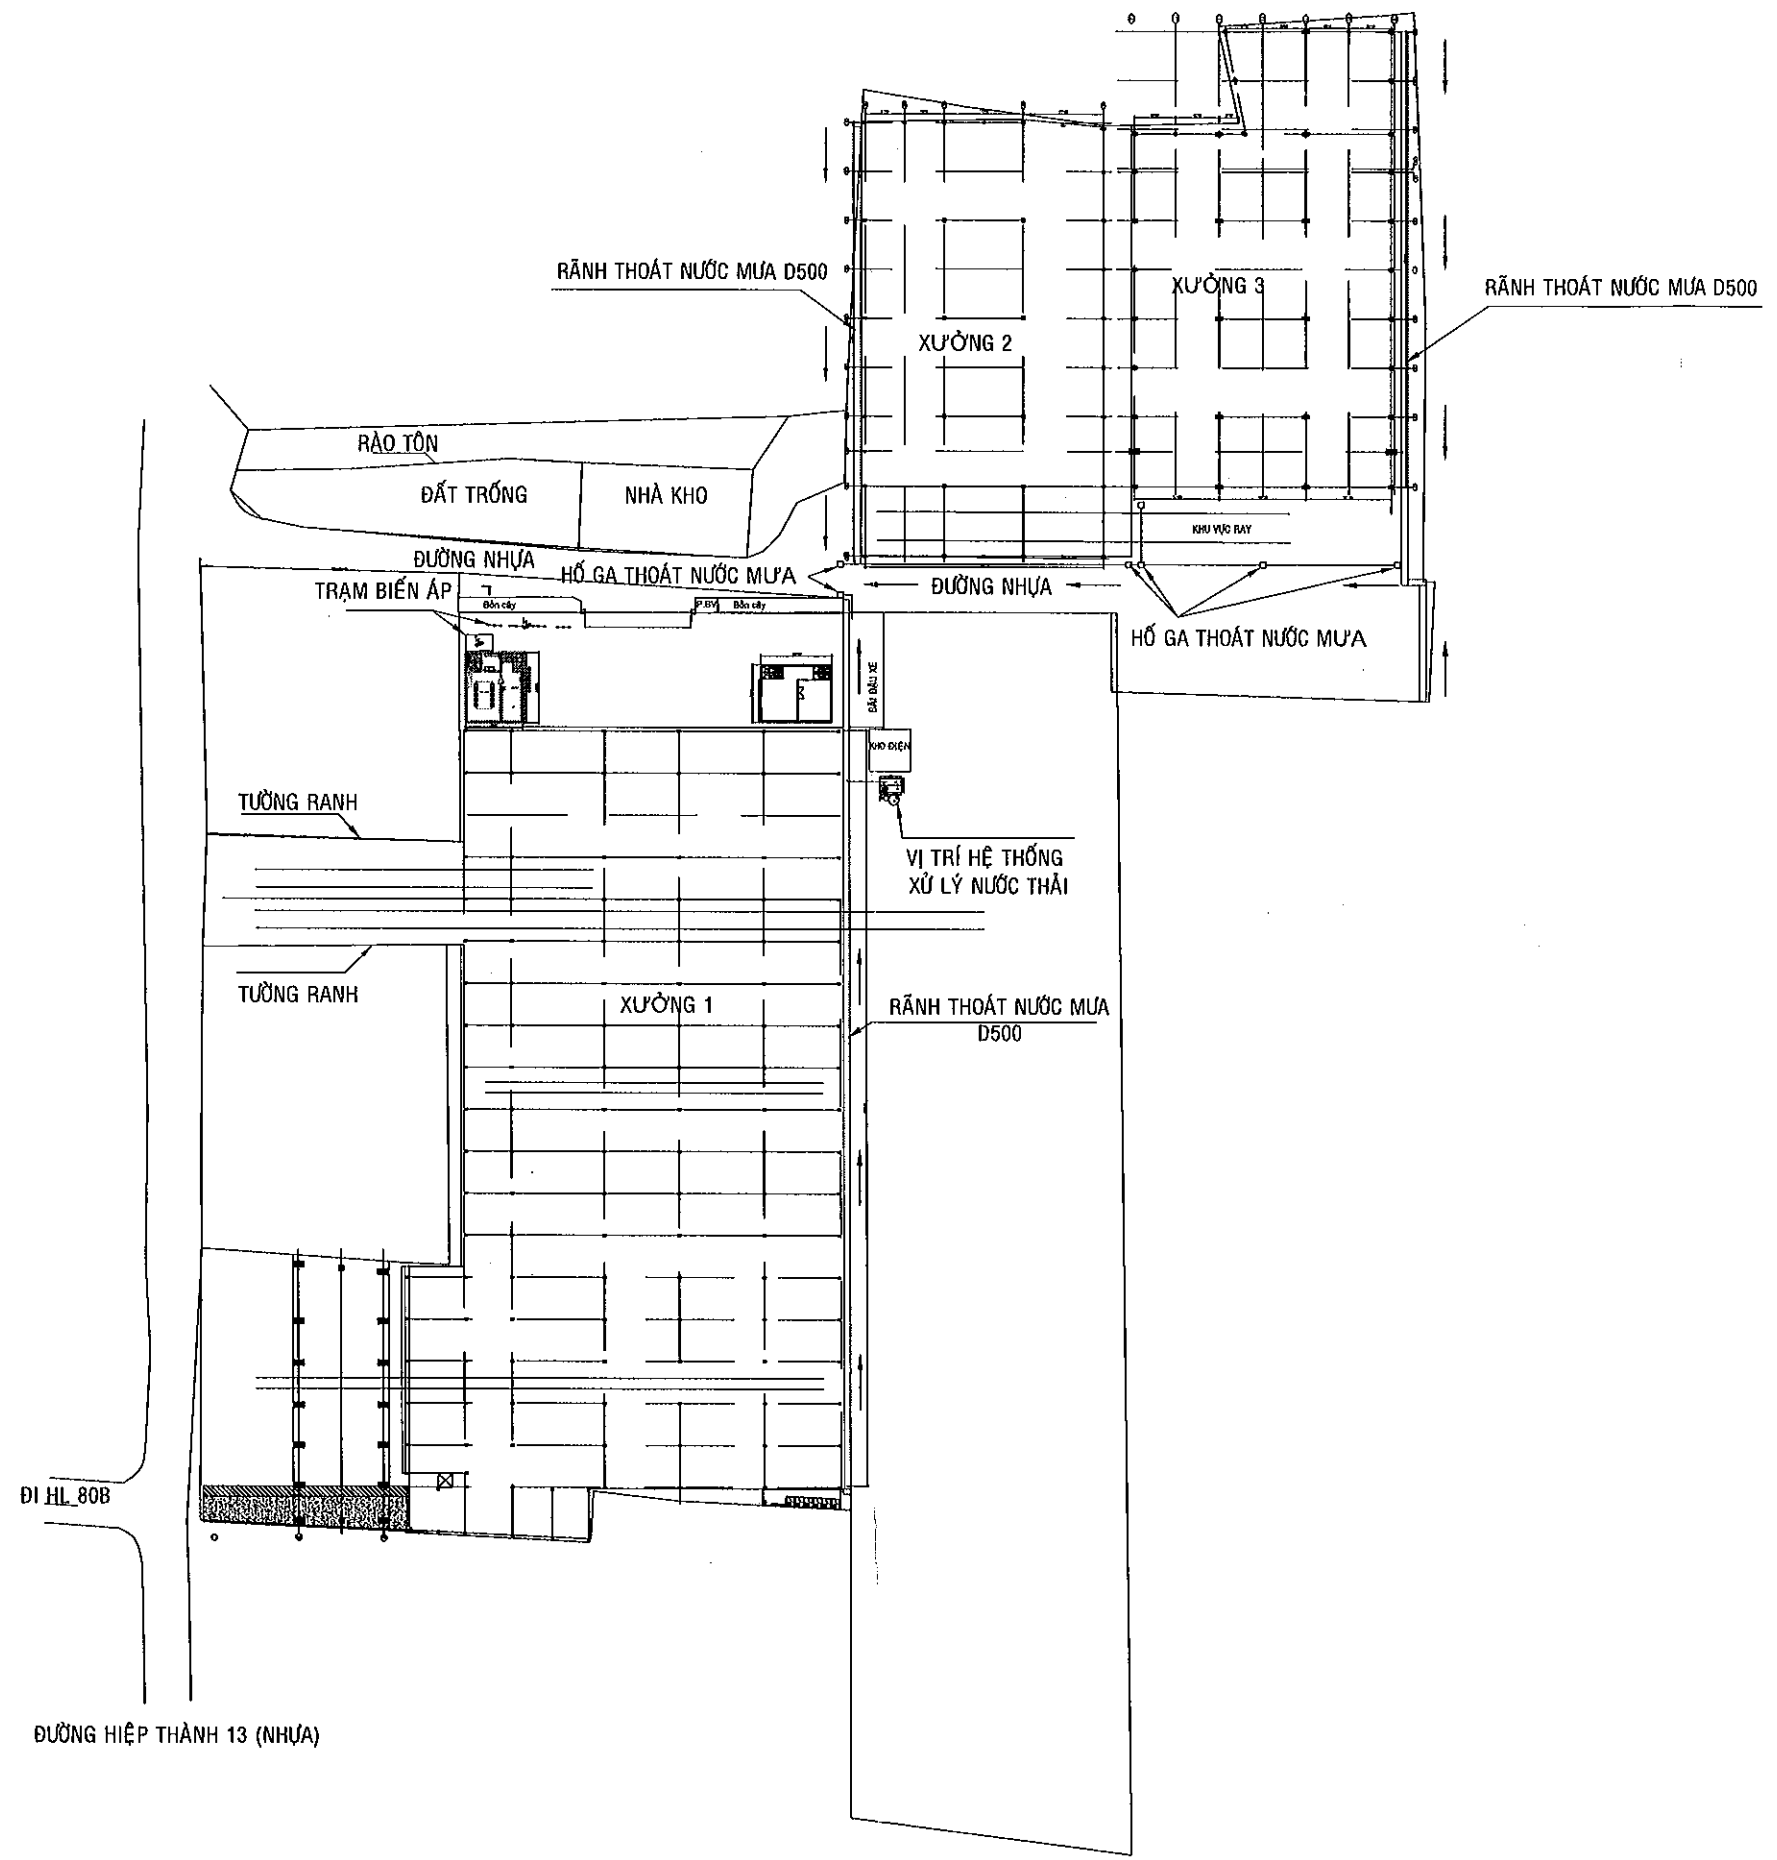 RÃNH THOÁT NƯỚC MƯA D500
XƯỞNG 3
RÃNH THOÁT NƯỚC MƯA D500
XƯỞNG 2
RÀO TÔN
ĐẤT TRỐNG
NHÀ KHO
KHU VỰC RAY
ĐƯỜNG NHỰA
HỐ GA THOÁT NƯỚC MƯA
ĐƯỜNG NHỰA
TRẠM BIẾN ÁP
Bồn cây
P.BV
Bồn cây
HỐ GA THOÁT NƯỚC MƯA
BÃI ĐẬU XE
KHO ĐIỆN
TƯỜNG RANH
VỊ TRÍ HỆ THỐNG
XỬ LÝ NƯỚC THẢI
TƯỜNG RANH
XƯỞNG 1
RÃNH THOÁT NƯỚC MƯA
D500
ĐI HL 80B
ĐƯỜNG HIỆP THÀNH 13 (NHỰA)